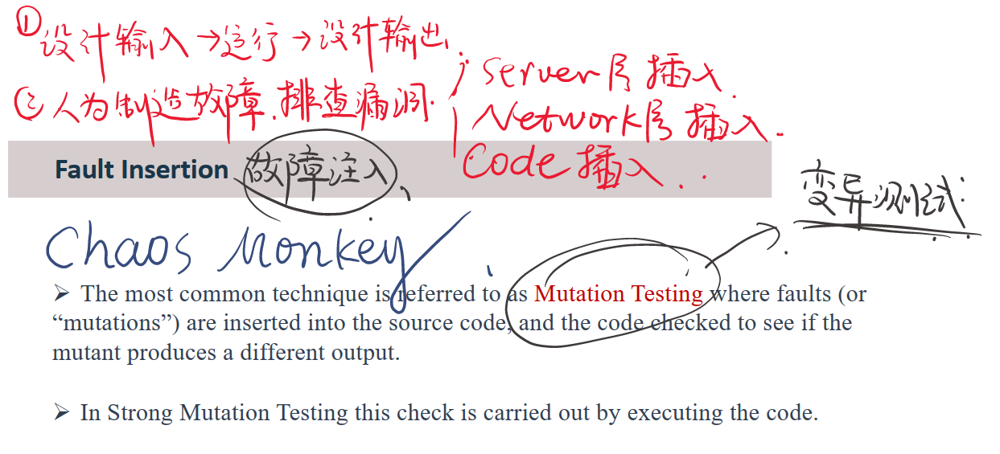 ① 设计输入→运行→设计输出.
② 人为制造故障.排查漏洞.
Server层 插入.
Network层 插入.
Code 插入.
Fault Insertion 故障注入
变异测试
Chaos Monkey
➢ The most common technique is referred to as Mutation Testing where faults (or
“mutations”) are inserted into the source code, and the code checked to see if the
mutant produces a different output.
➢ In Strong Mutation Testing this check is carried out by executing the code.